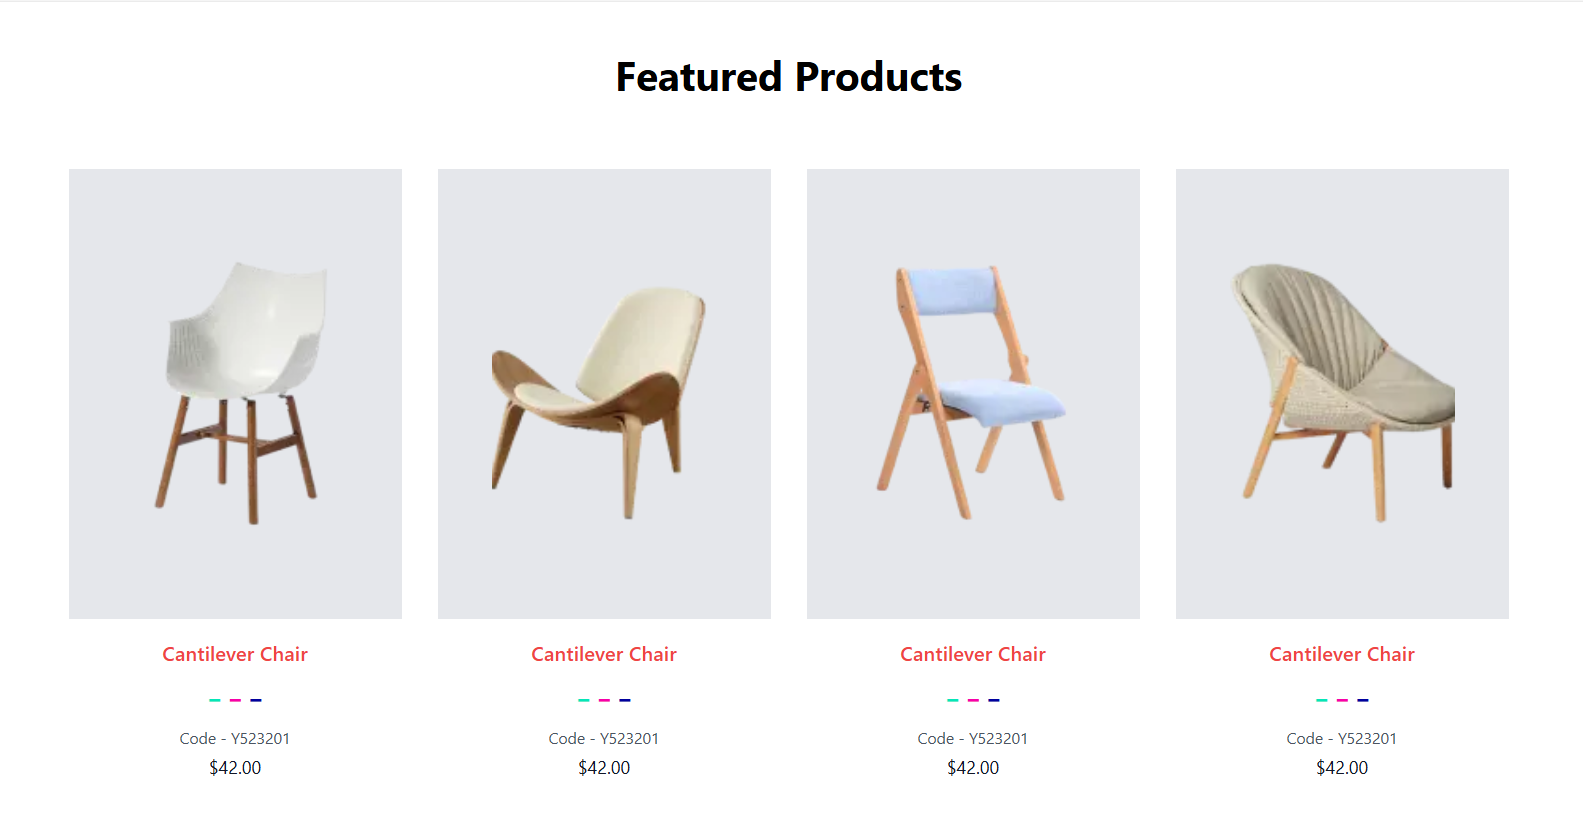 Featured Products
Cantilever Chair
Code - Y523201
$42.00
Cantilever Chair
Code - Y523201
$42.00
Cantilever Chair
Code - Y523201
$42.00
Cantilever Chair
Code - Y523201
$42.00